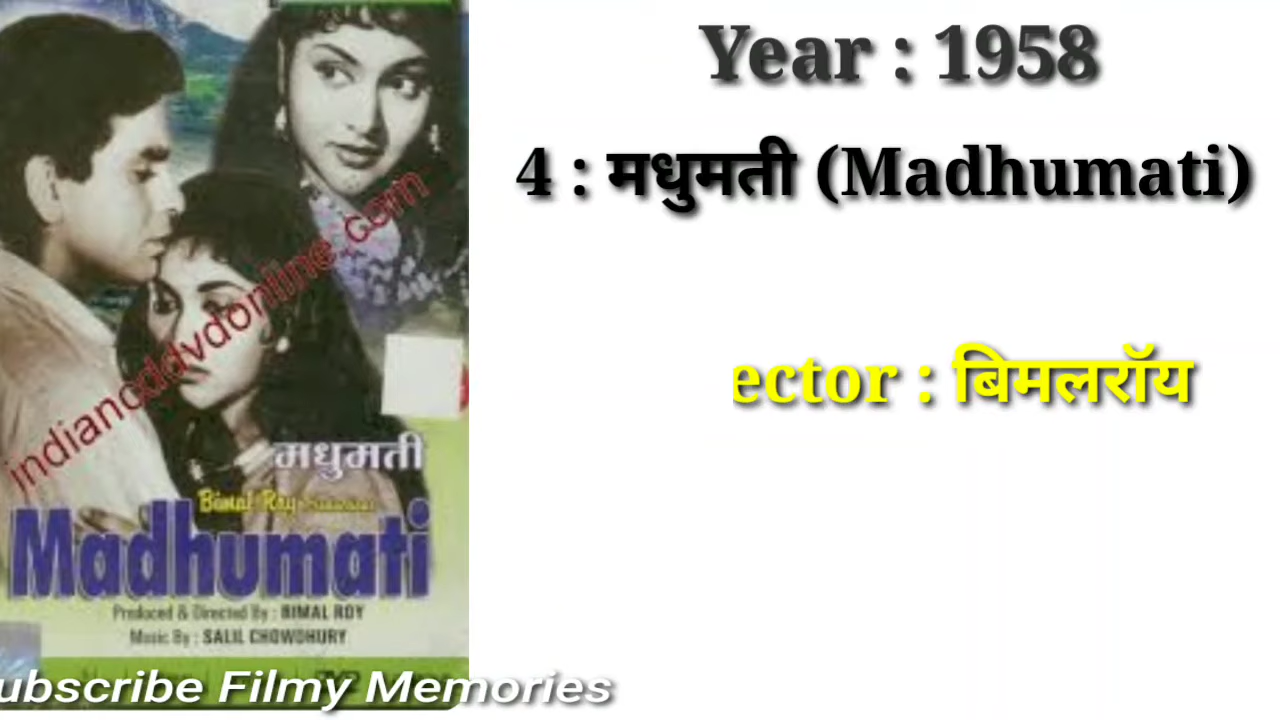 Year : 1958
4 : मधुमती (Madhumati)
ector : बिमलरॉय
indiancddvdonline.com
मधुमती
Bimal Roy
Madhumati
Produced & Directed By : BIMAL ROY
Music By : SALIL CHOWDHURY
ubscribe Filmy Memories